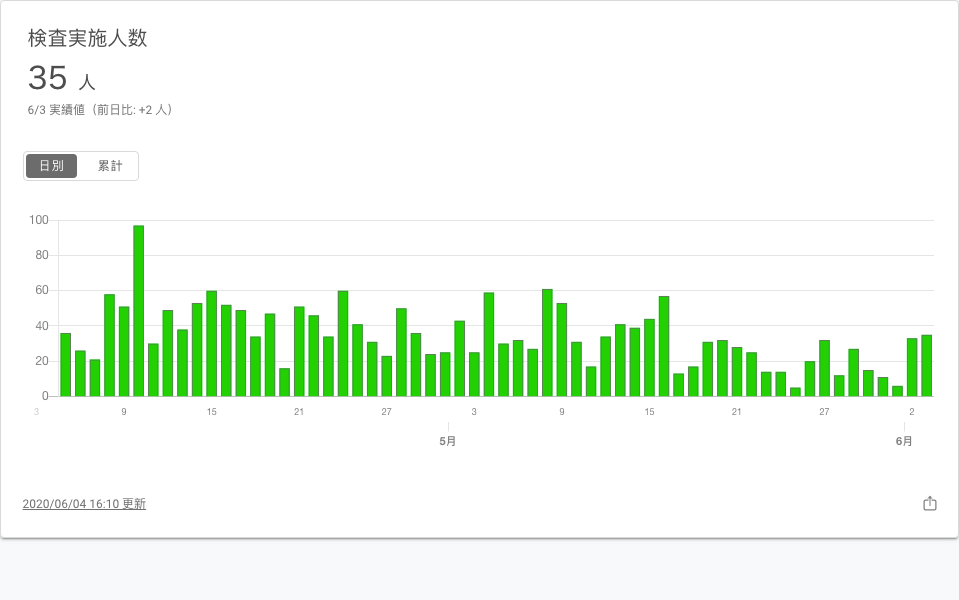 検査実施人数
35 人
6/3 実績値（前日比: +2 人）
日別 累計
100
80
60
40
20
0
3 9 15 21 27 3 9 15 21 27 2
5月 6月
2020/06/04 16:10 更新